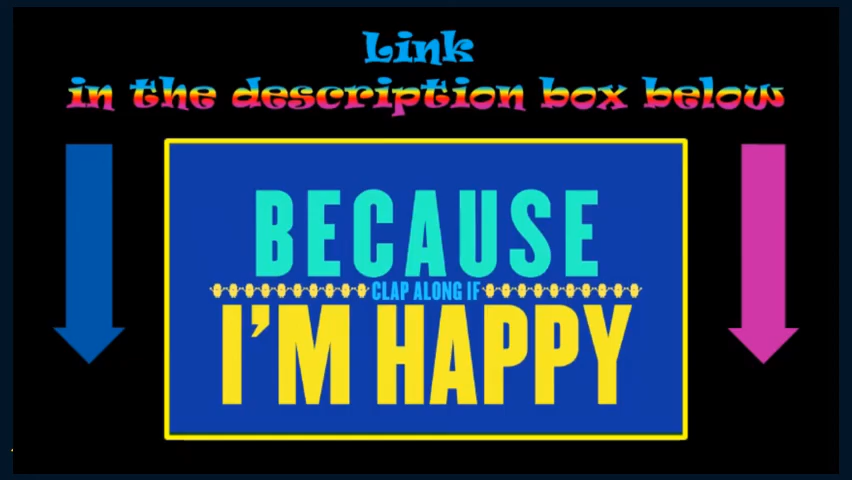 Link
in the description box below
BECAUSE
CLAP ALONG IF
I'M HAPPY